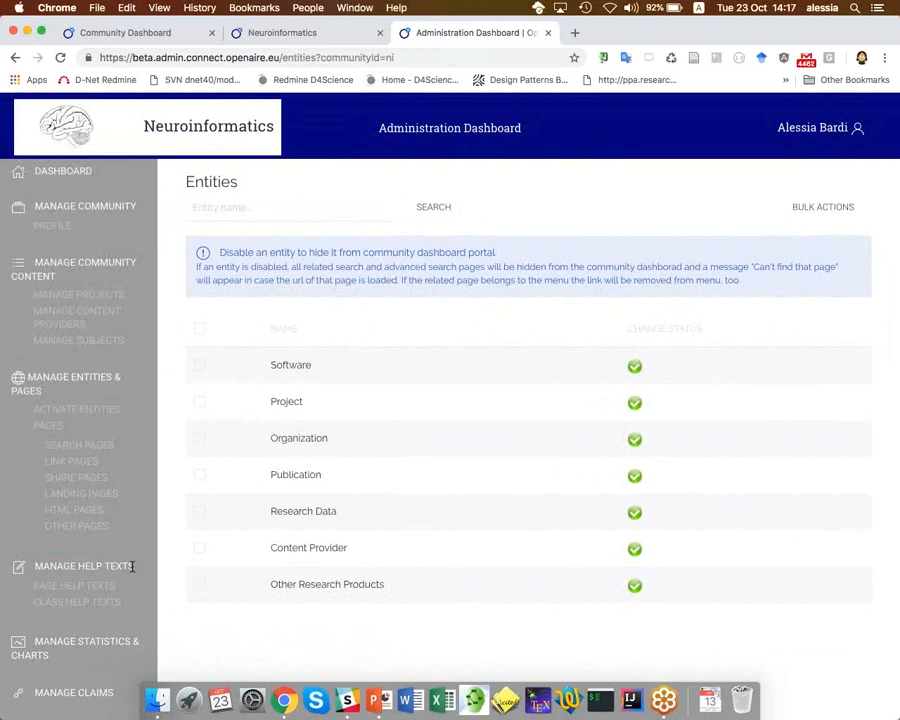 Chrome File Edit View History Bookmarks People Window Help 92% Tue 23 Oct 14:17 alessia
Community Dashboard Neuroinformatics Administration Dashboard | Op
https://beta.admin.connect.openaire.eu/entities?communityId=ni
Apps D-Net Redmine SVN dnet40/mod... Redmine D4Science Home - D4Scienc... Design Patterns B... http://ppa.researc... » Other Bookmarks
4462
Neuroinformatics
Administration Dashboard
Alessia Bardi
DASHBOARD
MANAGE COMMUNITY
PROFILE
MANAGE COMMUNITY
CONTENT
MANAGE PROJECTS
MANAGE CONTENT
PROVIDERS
MANAGE SUBJECTS
MANAGE ENTITIES &
PAGES
ACTIVATE ENTITIES
PAGES
SEARCH PAGES
LINK PAGES
SHARE PAGES
LANDING PAGES
HTML PAGES
OTHER PAGES
MANAGE HELP TEXTS
PAGE HELP TEXTS
CLASS HELP TEXTS
MANAGE STATISTICS &
CHARTS
MANAGE CLAIMS
Entities
Entity name... SEARCH BULK ACTIONS
Disable an entity to hide it from community dashboard portal.
If an entity is disabled, all related search and advanced search pages will be hidden from the community dashborad and a message "Can't find that page"
will appear in case the url of that page is loaded. If the related page belongs to the menu the link will be removed from menu, too.
NAME CHANGE STATUS
Software
Project
Organization
Publication
Research Data
Content Provider
Other Research Products
OCT
23
13